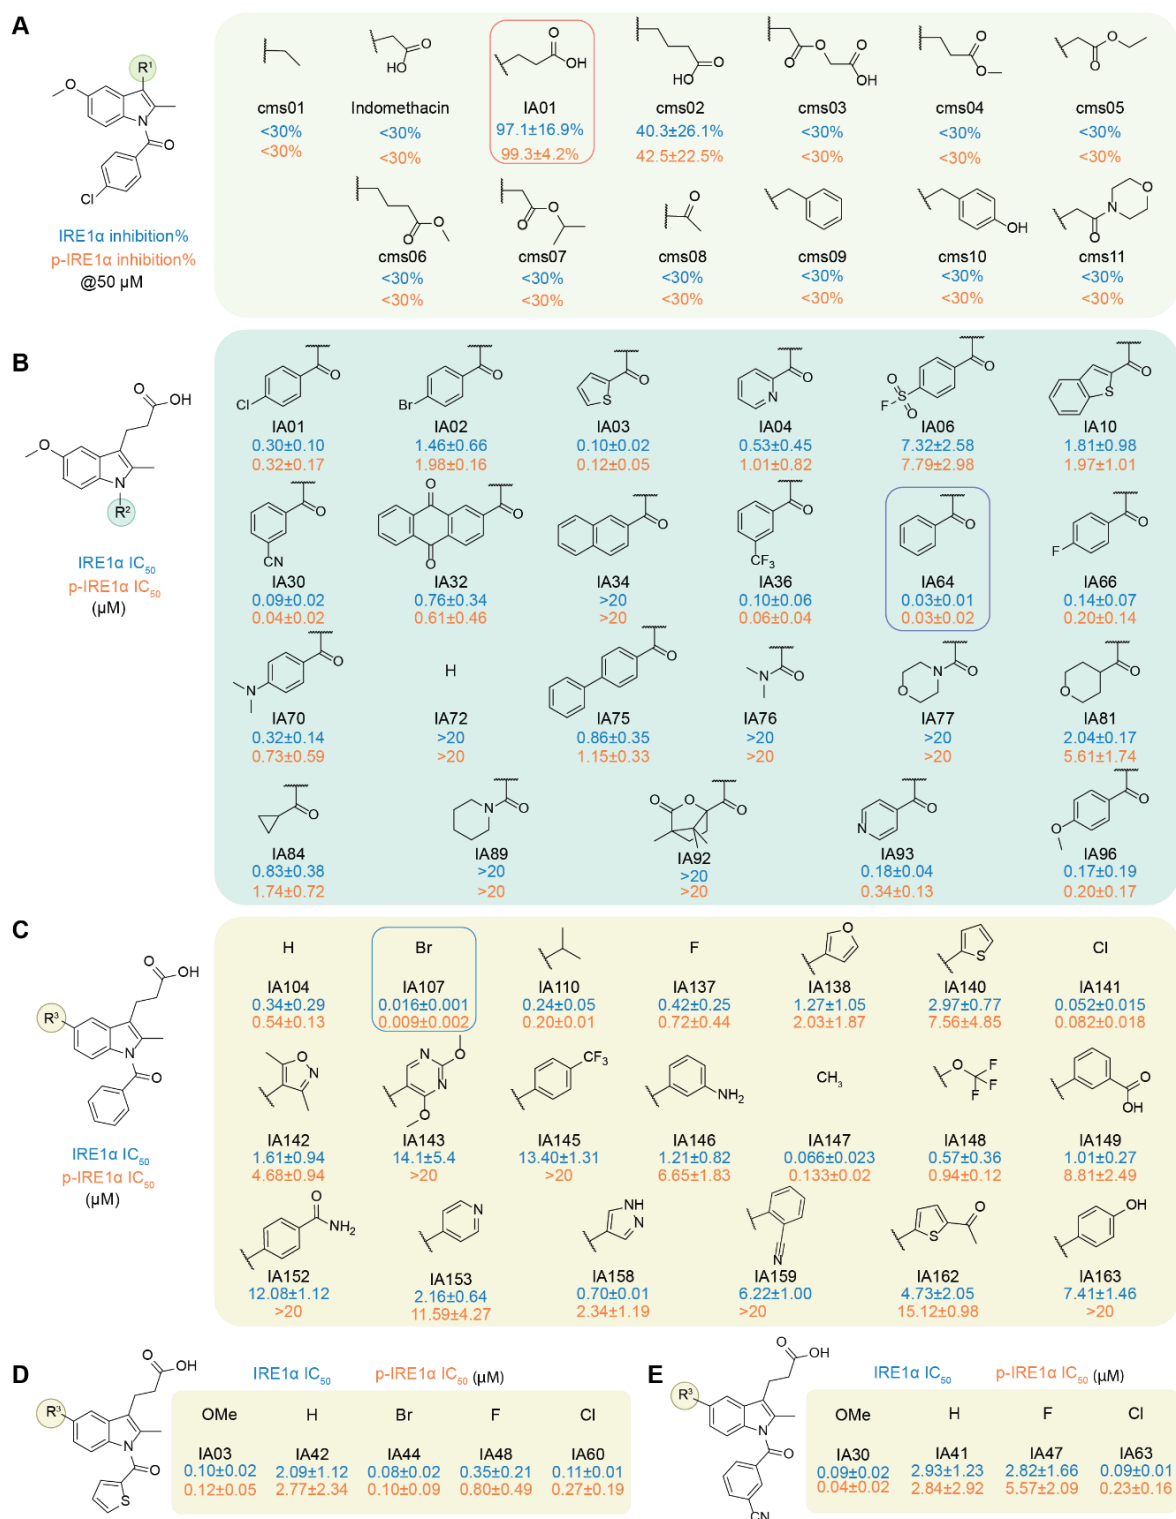 A
R¹
O
N
O
Cl
IRE1α inhibition%
p-IRE1α inhibition%
@50 μM
O
HO
O
OH
O
OH
O
O
O
OH
O
O
O
O
cms01 Indomethacin IA01 cms02 cms03 cms04 cms05
<30% <30% 97.1±16.9% 40.3±26.1% <30% <30% <30%
<30% <30% 99.3±4.2% 42.5±22.5% <30% <30% <30%
O
O
O
O
O
OH
O
N
O
cms06 cms07 cms08 cms09 cms10 cms11
<30% <30% <30% <30% <30% <30%
<30% <30% <30% <30% <30% <30%
B
O
OH
O
N
R²
IRE1α IC₅₀
p-IRE1α IC₅₀
(μM)
O
Cl
O
Br
O
S
O
N
O
S
O
O
F
O
S
IA01 IA02 IA03 IA04 IA06 IA10
0.30±0.10 1.46±0.66 0.10±0.02 0.53±0.45 7.32±2.58 1.81±0.98
0.32±0.17 1.98±0.16 0.12±0.05 1.01±0.82 7.79±2.98 1.97±1.01
O
CN
O
O
O
O
O
CF₃
O
O
F
IA30 IA32 IA34 IA36 IA64 IA66
0.09±0.02 0.76±0.34 >20 0.10±0.06 0.03±0.01 0.14±0.07
0.04±0.02 0.61±0.46 >20 0.06±0.04 0.03±0.02 0.20±0.14
O
N
H
O
N
O
O
N
O
O
O
IA70 IA72 IA75 IA76 IA77 IA81
0.32±0.14 >20 0.86±0.35 >20 >20 2.04±0.17
0.73±0.59 >20 1.15±0.33 >20 >20 5.61±1.74
O
N
O
O
O
O
N
O
O
O
IA84 IA89 IA92 IA93 IA96
0.83±0.38 >20 >20 0.18±0.04 0.17±0.19
1.74±0.72 >20 >20 0.34±0.13 0.20±0.17
C
O
OH
R³
N
O
IRE1α IC₅₀
p-IRE1α IC₅₀
(μM)
H Br F O S Cl
IA104 IA107 IA110 IA137 IA138 IA140 IA141
0.34±0.29 0.016±0.001 0.24±0.05 0.42±0.25 1.27±1.05 2.97±0.77 0.052±0.015
0.54±0.13 0.009±0.002 0.20±0.01 0.72±0.44 2.03±1.87 7.56±4.85 0.082±0.018
O
N
N
N
O
O
CF₃
NH₂
CH₃
O
F
F
F
O
OH
IA142 IA143 IA145 IA146 IA147 IA148 IA149
1.61±0.94 14.1±5.4 13.40±1.31 1.21±0.82 0.066±0.023 0.57±0.36 1.01±0.27
4.68±0.94 >20 >20 6.65±1.83 0.133±0.02 0.94±0.12 8.81±2.49
O
NH₂
N
NH
N
N
S
O
OH
IA152 IA153 IA158 IA159 IA162 IA163
12.08±1.12 2.16±0.64 0.70±0.01 6.22±1.00 4.73±2.05 7.41±1.46
>20 11.59±4.27 2.34±1.19 >20 15.12±0.98 >20
D
O
OH
R³
N
O
S
IRE1α IC₅₀ p-IRE1α IC₅₀ (μM)
OMe H Br F Cl
IA03 IA42 IA44 IA48 IA60
0.10±0.02 2.09±1.12 0.08±0.02 0.35±0.21 0.11±0.01
0.12±0.05 2.77±2.34 0.10±0.09 0.80±0.49 0.27±0.19
E
O
OH
R³
N
O
CN
IRE1α IC₅₀ p-IRE1α IC₅₀ (μM)
OMe H F Cl
IA30 IA41 IA47 IA63
0.09±0.02 2.93±1.23 2.82±1.66 0.09±0.01
0.04±0.02 2.84±2.92 5.57±2.09 0.23±0.16